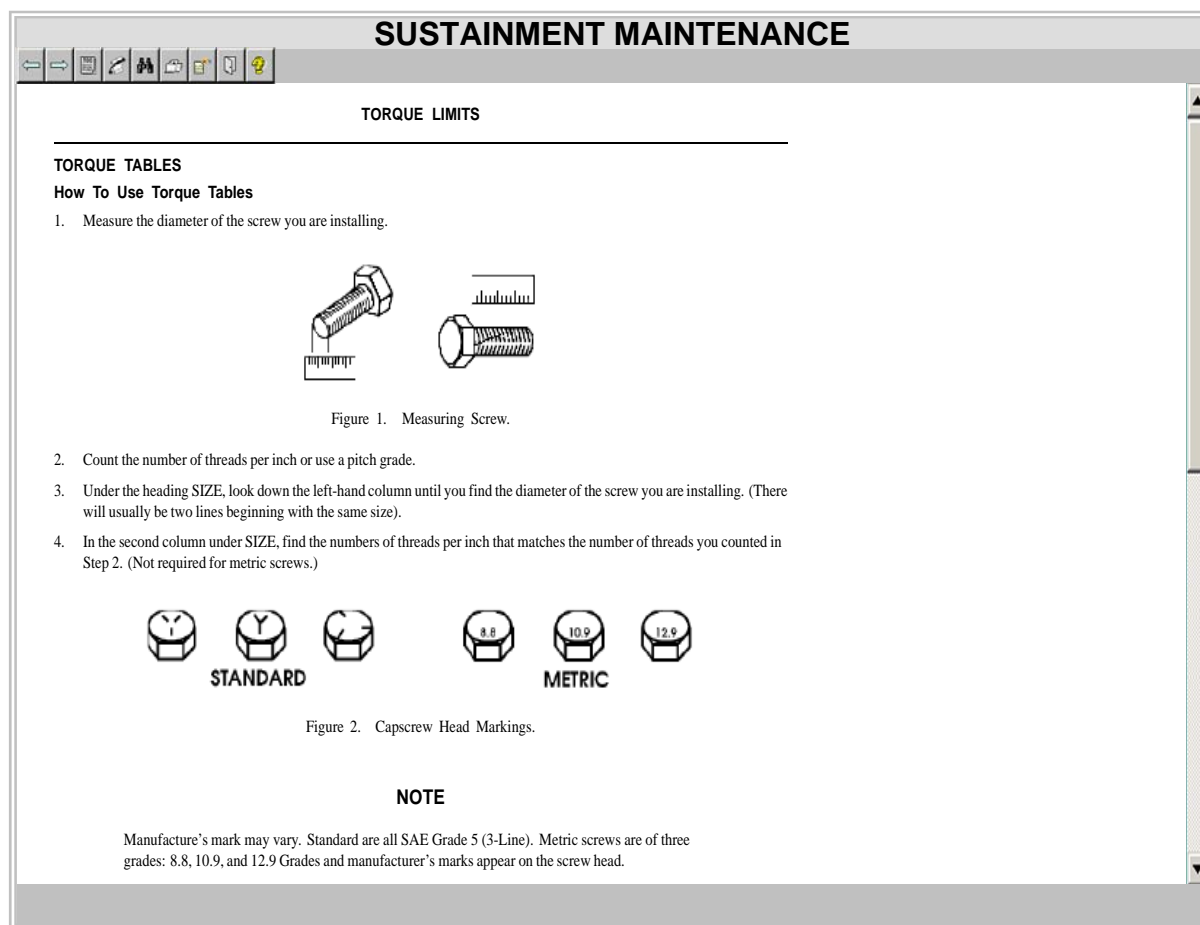 SUSTAINMENT MAINTENANCE
TORQUE LIMITS
TORQUE TABLES
How To Use Torque Tables
1. Measure the diameter of the screw you are installing.
Figure 1. Measuring Screw.
2. Count the number of threads per inch or use a pitch grade.
3. Under the heading SIZE, look down the left-hand column until you find the diameter of the screw you are installing. (There
will usually be two lines beginning with the same size).
4. In the second column under SIZE, find the numbers of threads per inch that matches the number of threads you counted in
Step 2. (Not required for metric screws.)
8.8 10.9 12.9
STANDARD METRIC
Figure 2. Capscrew Head Markings.
NOTE
Manufacture's mark may vary. Standard are all SAE Grade 5 (3-Line). Metric screws are of three
grades: 8.8, 10.9, and 12.9 Grades and manufacturer's marks appear on the screw head.